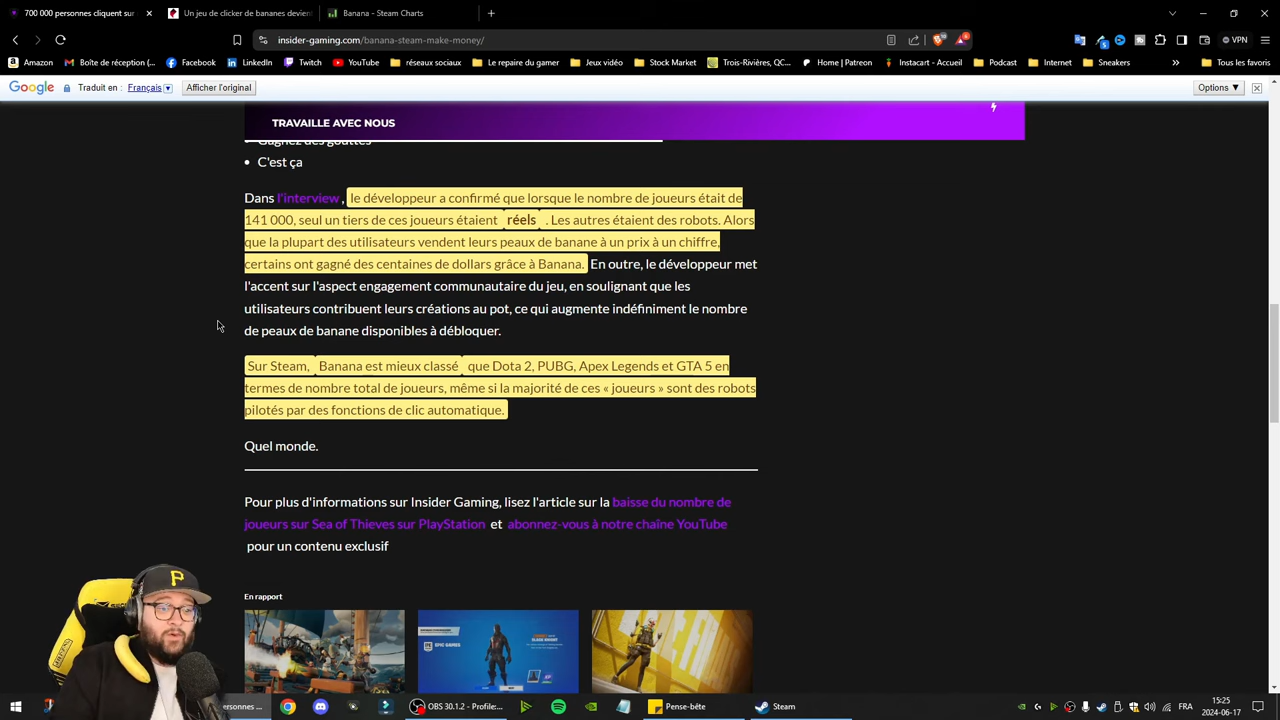 700 000 personnes cliquent sur
Un jeu de clicker de bananes devient
Banana - Steam Charts
insider-gaming.com/banana-steam-make-money/
VPN
Amazon
Boîte de réception (...
Facebook
LinkedIn
Twitch
YouTube
réseaux sociaux
Le repaire du gamer
Jeux vidéo
Stock Market
Trois-Rivières, QC...
Home | Patreon
Instacart - Accueil
Podcast
Internet
Sneakers
»
Tous les favoris
Google
Traduit en :
Français
Afficher l'original
Options ▼
TRAVAILLE AVEC NOUS
• Gagnez des gouttes
• C'est ça
Dans l'interview , le développeur a confirmé que lorsque le nombre de joueurs était de
141 000, seul un tiers de ces joueurs étaient réels . Les autres étaient des robots. Alors
que la plupart des utilisateurs vendent leurs peaux de banane à un prix à un chiffre,
certains ont gagné des centaines de dollars grâce à Banana. En outre, le développeur met
l'accent sur l'aspect engagement communautaire du jeu, en soulignant que les
utilisateurs contribuent leurs créations au pot, ce qui augmente indéfiniment le nombre
de peaux de banane disponibles à débloquer.
Sur Steam, Banana est mieux classé que Dota 2, PUBG, Apex Legends et GTA 5 en
termes de nombre total de joueurs, même si la majorité de ces « joueurs » sont des robots
pilotés par des fonctions de clic automatique.
Quel monde.
Pour plus d'informations sur Insider Gaming, lisez l'article sur la baisse du nombre de
joueurs sur Sea of Thieves sur PlayStation et abonnez-vous à notre chaîne YouTube
pour un contenu exclusif
En rapport
EPIC GAMES
P
ersonnes ...
OBS 30.1.2 - Profile:...
Pense-bête
Steam
FRA
15:25
2024-06-17